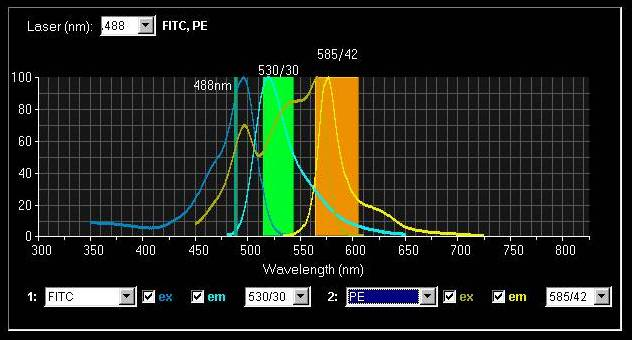 Laser (nm): 488 FITC, PE
585/42
530/30
488nm
100
80
60
40
20
0
300 350 400 450 500 550 600 650 700 750 800
Wavelength (nm)
1: FITC ex em 530/30 2: PE ex em 585/42